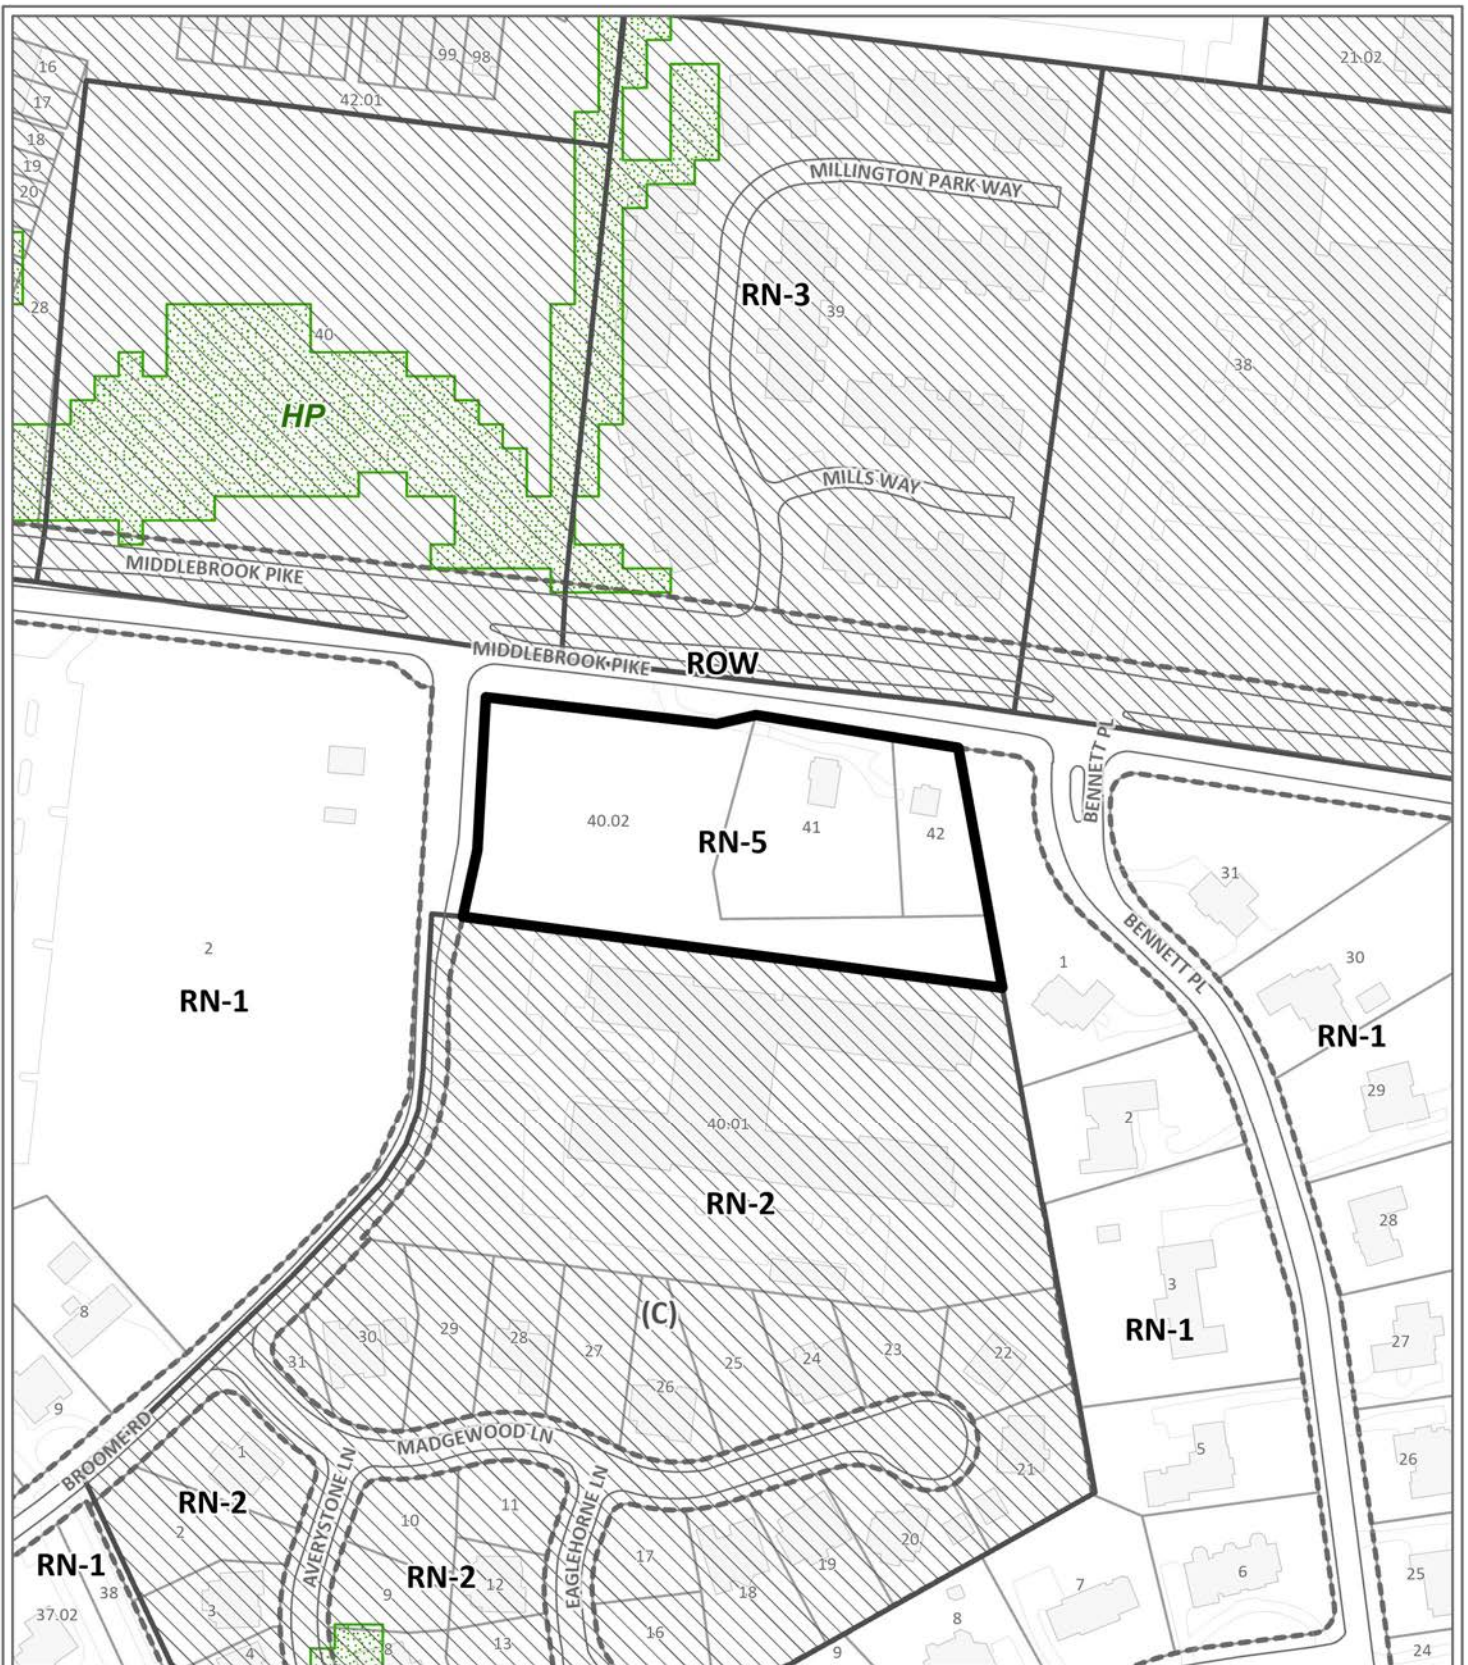 16
99
98
21.02
17
42.01
18
19
20
MILLINGTON PARK WAY
RN-3
39
28
40
38
HP
MILLS WAY
MIDDLEBROOK PIKE
MIDDLEBROOK PIKE
ROW
BENNETT PL
40.02
RN-5
41
42
31
2
1
BENNETT PL
30
RN-1
RN-1
29
40.01
2
RN-2
28
8
3
(C)
RN-1
30
29
28
27
25
24
23
22
31
26
27
9
BROOME RD
MADGEWOOD LN
1
5
26
21
RN-2
2
AVERYSTONE LN
10
11
EAGLEHORNE LN
20
RN-1
38
RN-2
9
12
17
19
18
7
6
25
37.02
3
16
8
4
8
13
9
24